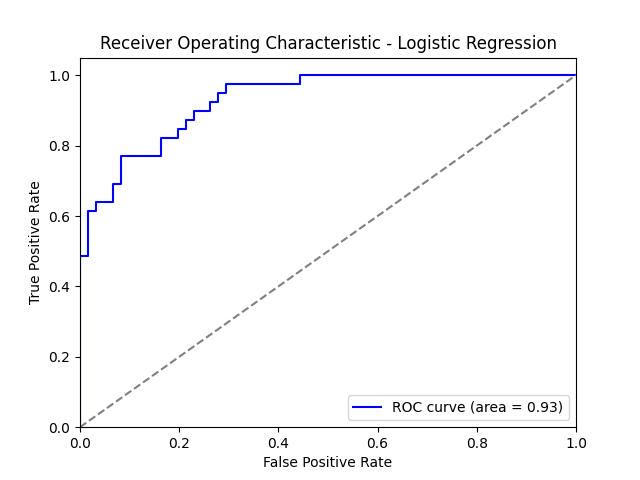 Receiver Operating Characteristic - Logistic Regression
1.0
0.8
0.6
0.4
0.2
0.0
True Positive Rate
ROC curve (area = 0.93)
0.0 0.2 0.4 0.6 0.8 1.0
False Positive Rate